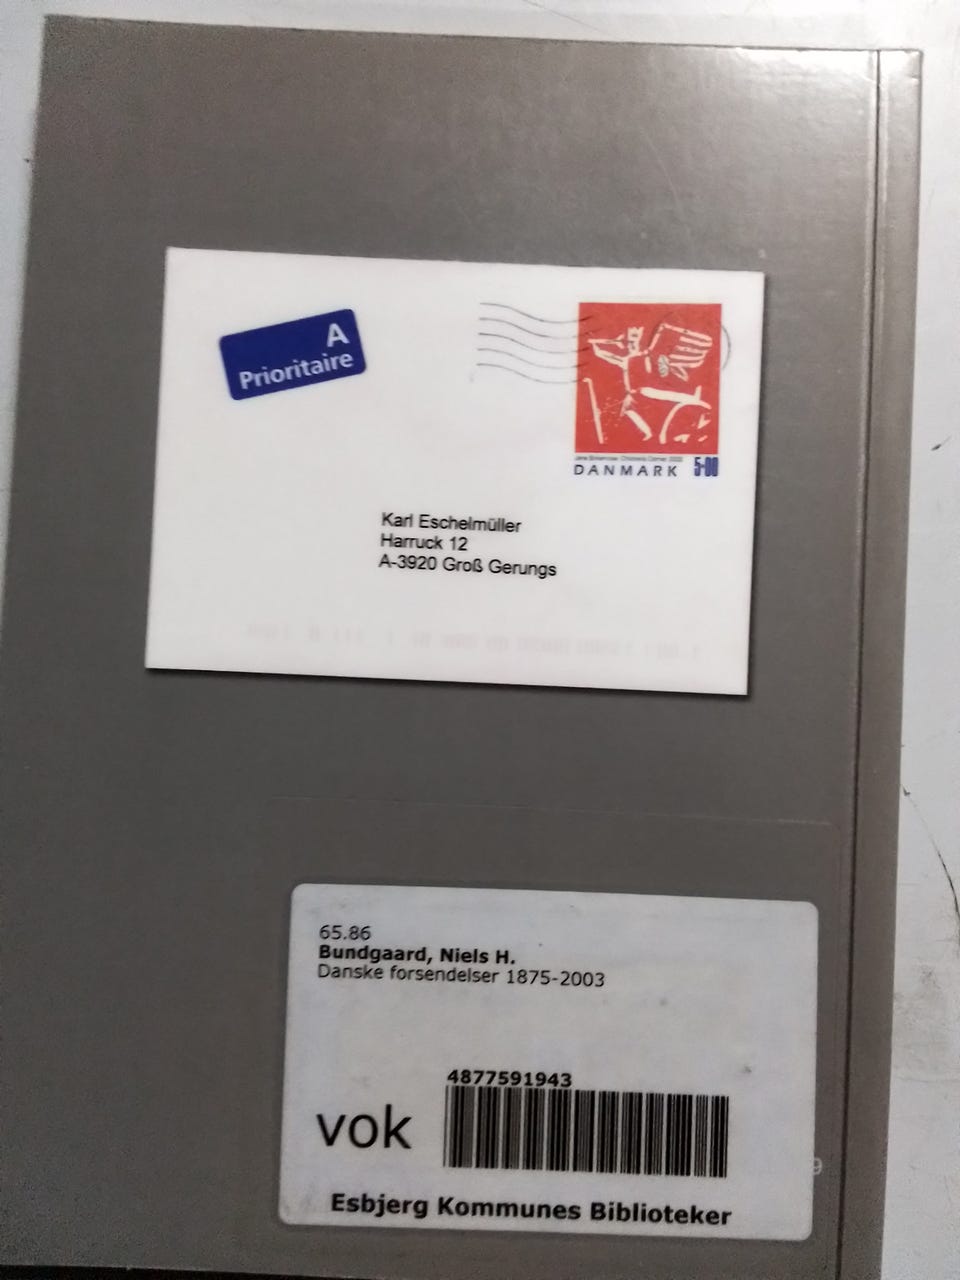 A
Prioritaire
DANMARK 5.00
Karl Eschelmüller
Harruck 12
A-3920 Groß Gerungs
65.86
Bundgaard, Niels H.
Danske forsendelser 1875-2003
4877591943
vok
9
Esbjerg Kommunes Biblioteker